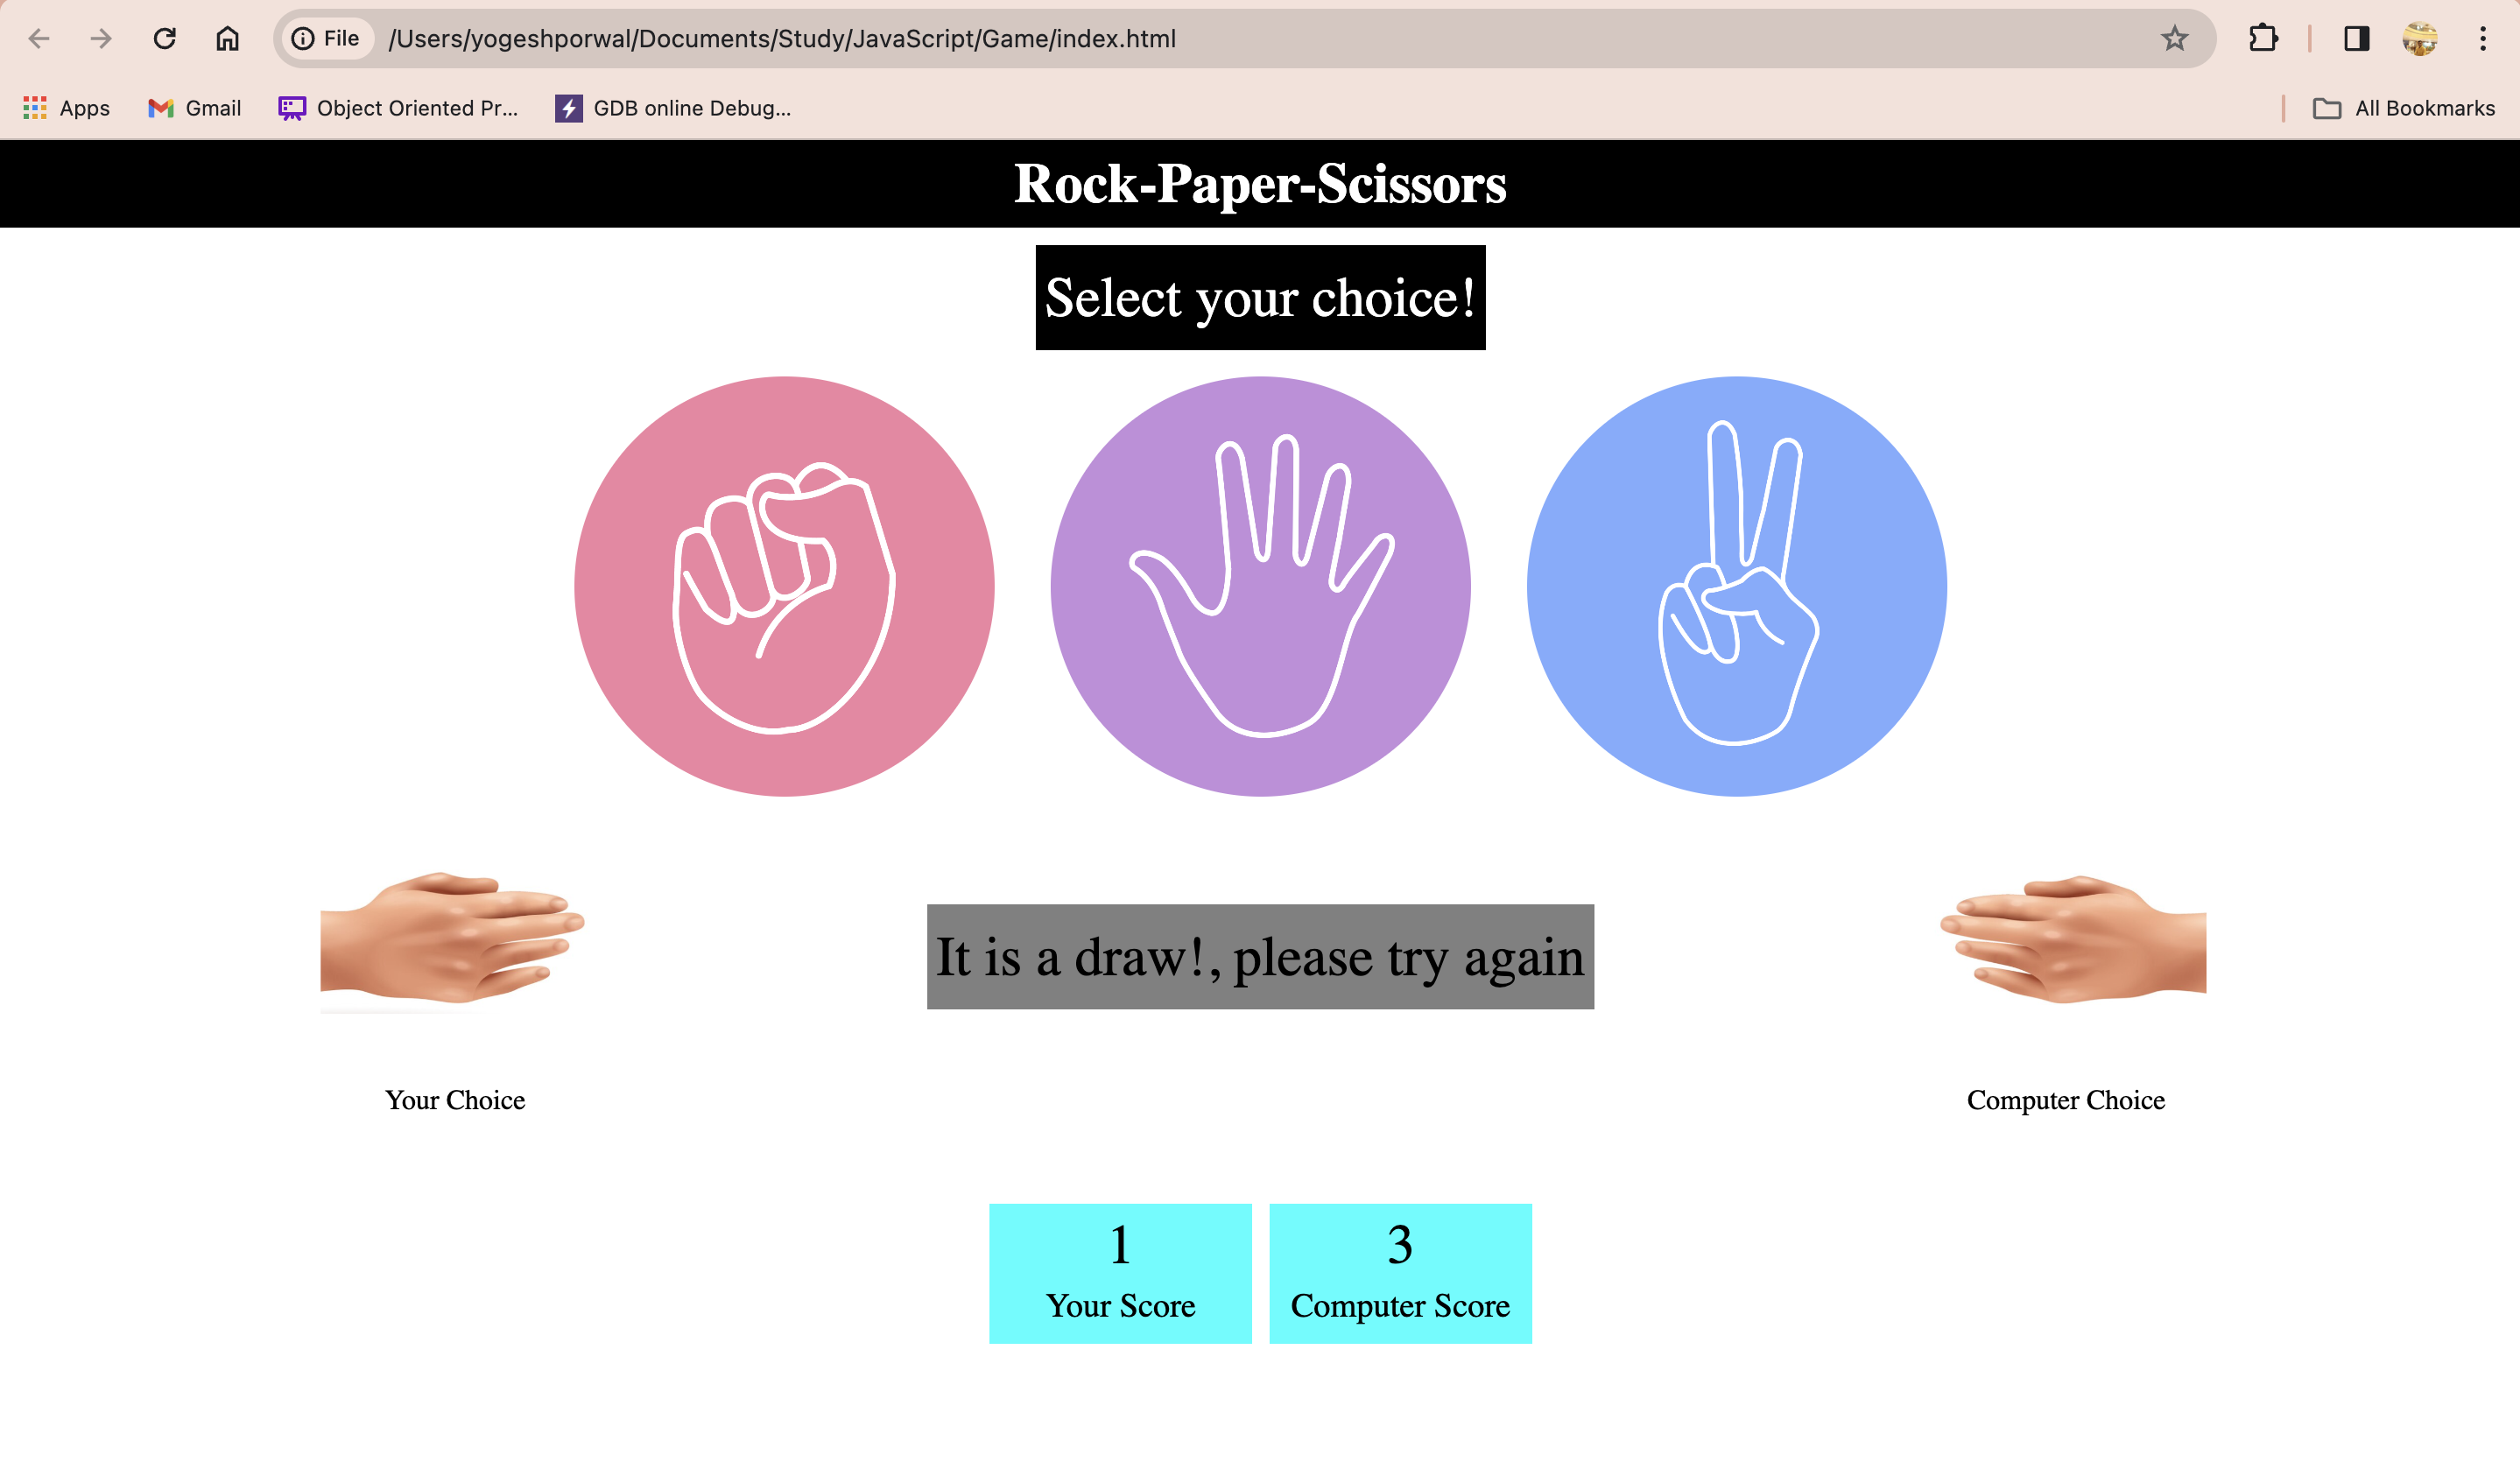 File /Users/yogeshporwal/Documents/Study/JavaScript/Game/index.html
Apps Gmail Object Oriented Pr... GDB online Debug... All Bookmarks
Rock-Paper-Scissors
Select your choice!
It is a draw!, please try again
Your Choice Computer Choice
1 3
Your Score Computer Score